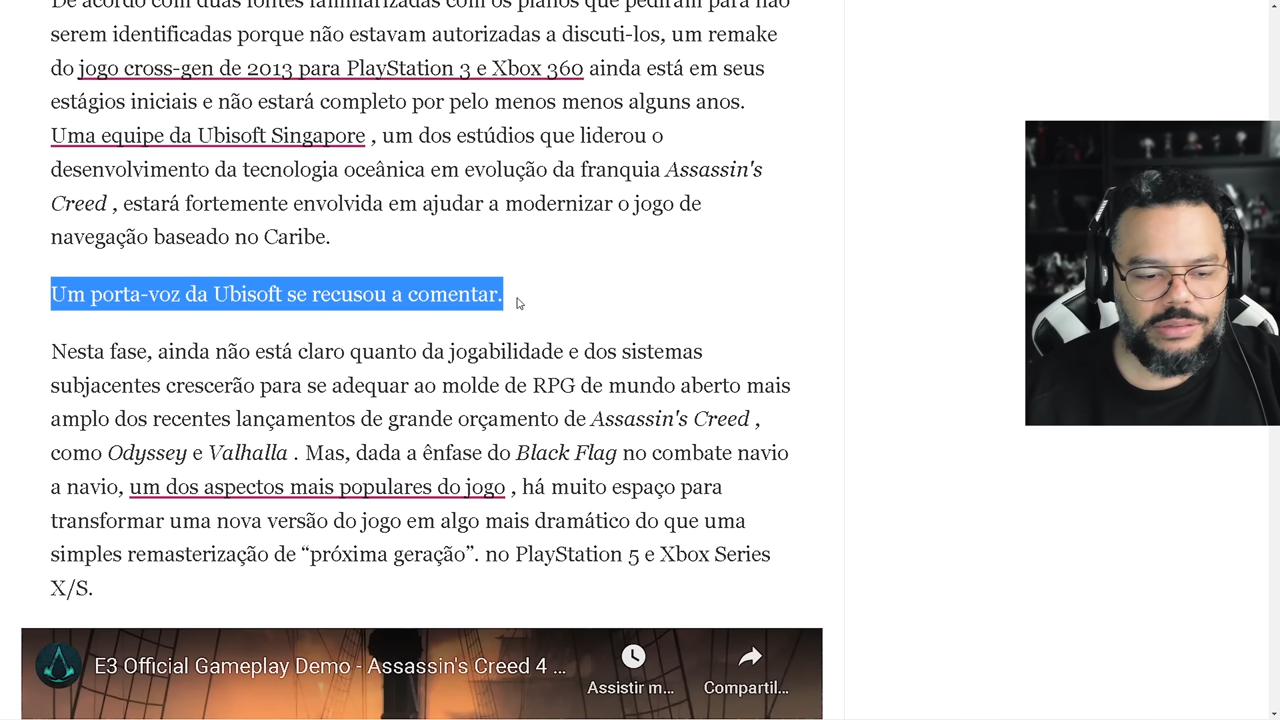 De acordo com duas fontes familiarizadas com os planos que pediram para não
serem identificadas porque não estavam autorizadas a discuti-los, um remake
do jogo cross-gen de 2013 para PlayStation 3 e Xbox 360 ainda está em seus
estágios iniciais e não estará completo por pelo menos menos alguns anos.
Uma equipe da Ubisoft Singapore , um dos estúdios que liderou o
desenvolvimento da tecnologia oceânica em evolução da franquia Assassin's
Creed , estará fortemente envolvida em ajudar a modernizar o jogo de
navegação baseado no Caribe.
Um porta-voz da Ubisoft se recusou a comentar.
Nesta fase, ainda não está claro quanto da jogabilidade e dos sistemas
subjacentes crescerão para se adequar ao molde de RPG de mundo aberto mais
amplo dos recentes lançamentos de grande orçamento de Assassin's Creed ,
como Odyssey e Valhalla . Mas, dada a ênfase do Black Flag no combate navio
a navio, um dos aspectos mais populares do jogo , há muito espaço para
transformar uma nova versão do jogo em algo mais dramático do que uma
simples remasterização de “próxima geração”. no PlayStation 5 e Xbox Series
X/S.
E3 Official Gameplay Demo - Assassin's Creed 4 ...
Assistir m...
Compartil...